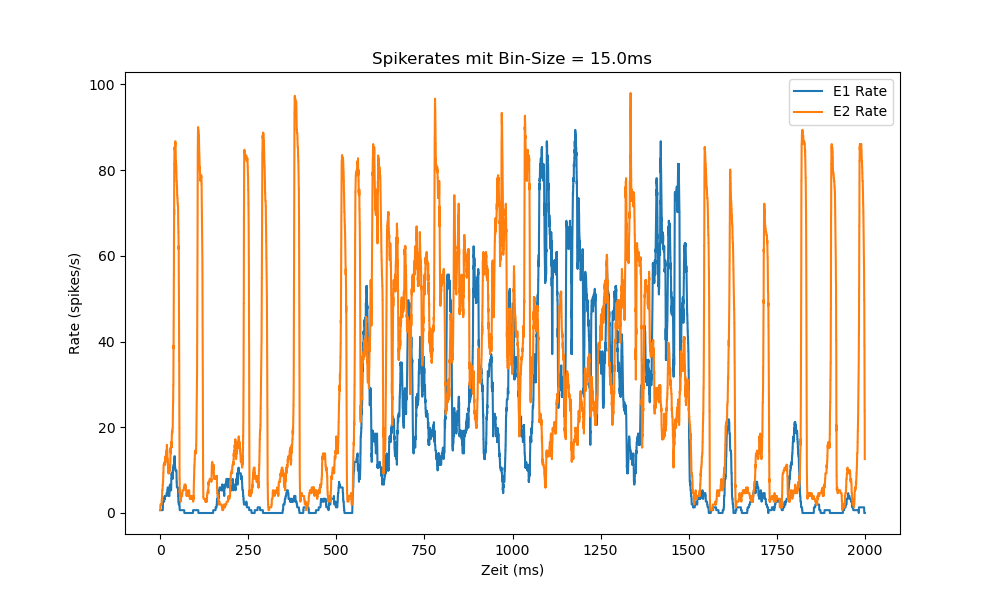 Spikerates mit Bin-Size = 15.0ms
E1 Rate
E2 Rate
Rate (spikes/s)
100
80
60
40
20
0
0 250 500 750 1000 1250 1500 1750 2000
Zeit (ms)